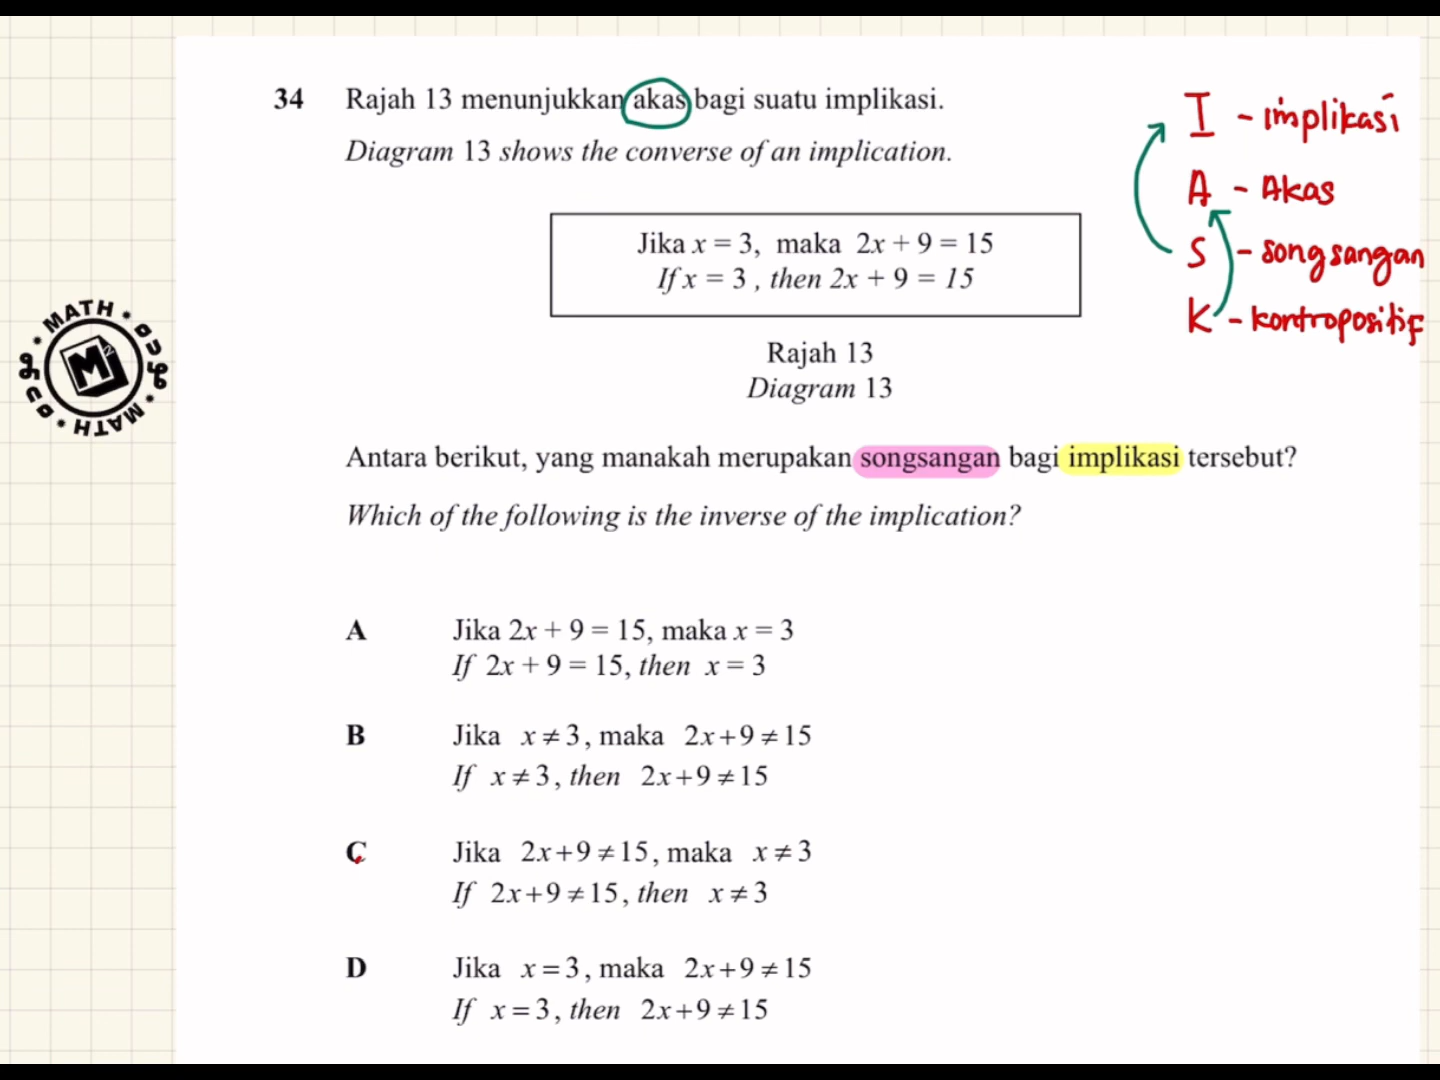 34 Rajah 13 menunjukkan akas bagi suatu implikasi.
Diagram 13 shows the converse of an implication.
Jika x = 3, maka 2x + 9 = 15
If x = 3 , then 2x + 9 = 15
Rajah 13
Diagram 13
I - implikasi
A - Akas
S - songsangan
K - kontropositif
MATH
M2
MATH
Antara berikut, yang manakah merupakan songsangan bagi implikasi tersebut?
Which of the following is the inverse of the implication?
A Jika 2x + 9 = 15, maka x = 3
If 2x + 9 = 15, then x = 3
B Jika x ≠ 3, maka 2x+9 ≠ 15
If x ≠ 3, then 2x+9 ≠ 15
C Jika 2x+9 ≠ 15, maka x ≠ 3
If 2x+9 ≠ 15, then x ≠ 3
D Jika x = 3, maka 2x+9 ≠ 15
If x = 3, then 2x+9 ≠ 15